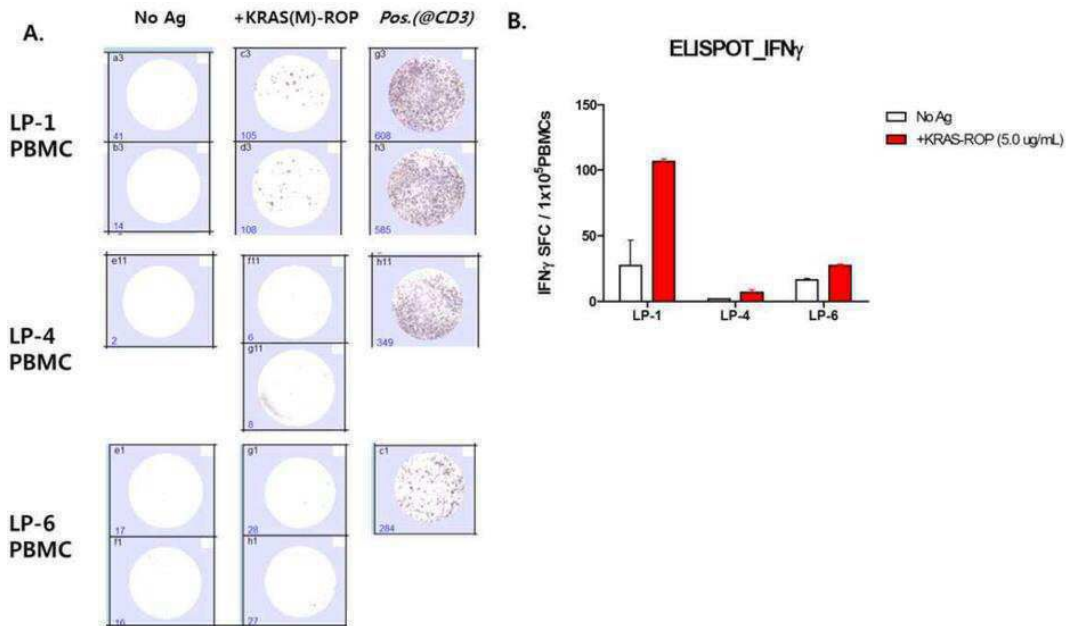 A.
No Ag +KRAS(M)-ROP Pos.(@CD3)
LP-1
PBMC
a3 c3 g3
41 105 608
b3 d3 h3
14 108 585
LP-4
PBMC
e11 f11 h11
2 6 349
g11
8
LP-6
PBMC
e1 g1 c1
17 28 284
f1 h1
16 27
B.
ELISPOT_IFNγ
IFNγ SFC / 1x10⁵PBMCs
150
100
50
0
LP-1 LP-4 LP-6
No Ag
+KRAS-ROP (5.0 ug/mL)